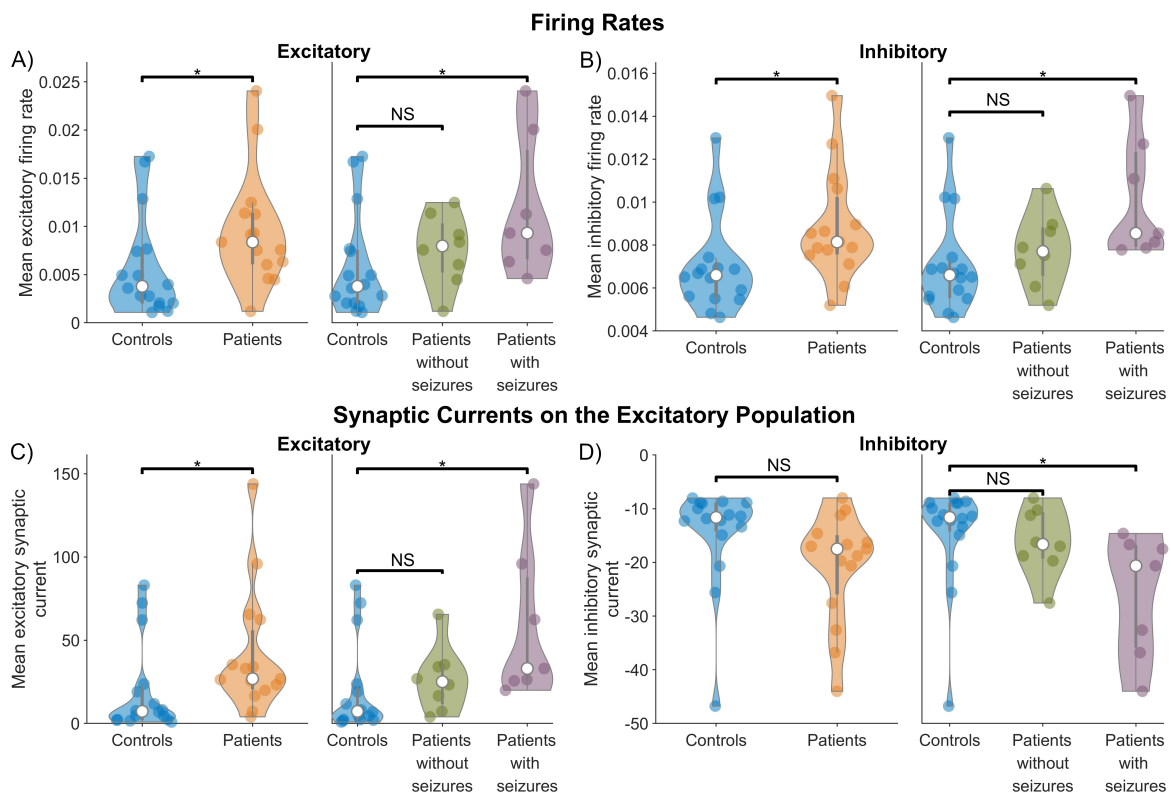 Firing Rates
A)
Excitatory
Mean excitatory firing rate
0.025
0.02
0.015
0.01
0.005
0
*
*
NS
Controls
Patients
Controls
Patients
without
seizures
Patients
with
seizures
B)
Inhibitory
Mean inhibitory firing rate
0.016
0.014
0.012
0.01
0.008
0.006
0.004
*
*
NS
Controls
Patients
Controls
Patients
without
seizures
Patients
with
seizures
Synaptic Currents on the Excitatory Population
C)
Excitatory
Mean excitatory synaptic
current
150
100
50
0
*
*
NS
Controls
Patients
Controls
Patients
without
seizures
Patients
with
seizures
D)
Inhibitory
Mean inhibitory synaptic
current
0
-10
-20
-30
-40
-50
NS
*
NS
Controls
Patients
Controls
Patients
without
seizures
Patients
with
seizures